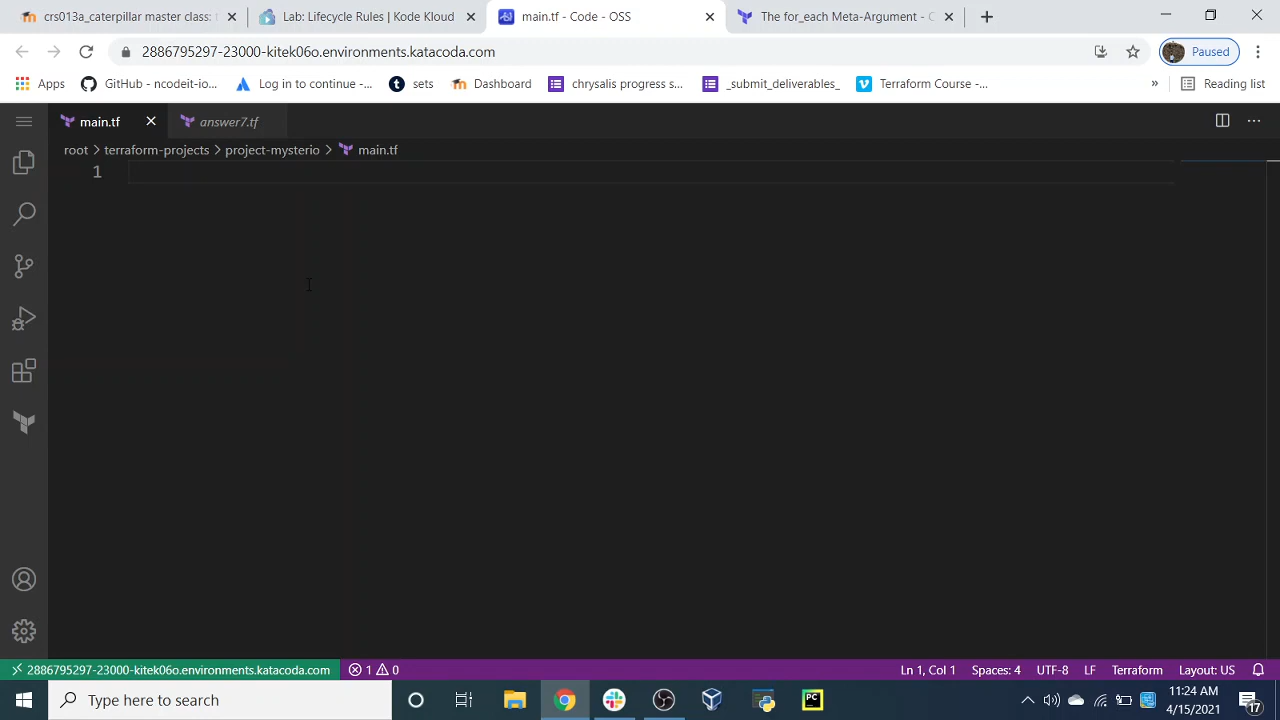 crs013a_caterpillar master class: t
Lab: Lifecycle Rules | Kode Kloud
main.tf - Code - OSS
The for_each Meta-Argument - C
2886795297-23000-kitek06o.environments.katacoda.com
Paused
Apps
GitHub - ncodeit-io...
Log in to continue -...
sets
Dashboard
chrysalis progress s...
_submit_deliverables_
Terraform Course -...
»
Reading list
main.tf
answer7.tf
root > terraform-projects > project-mysterio > main.tf
1
2886795297-23000-kitek06o.environments.katacoda.com
1
0
Ln 1, Col 1
Spaces: 4
UTF-8
LF
Terraform
Layout: US
Type here to search
PC
11:24 AM
4/15/2021
17